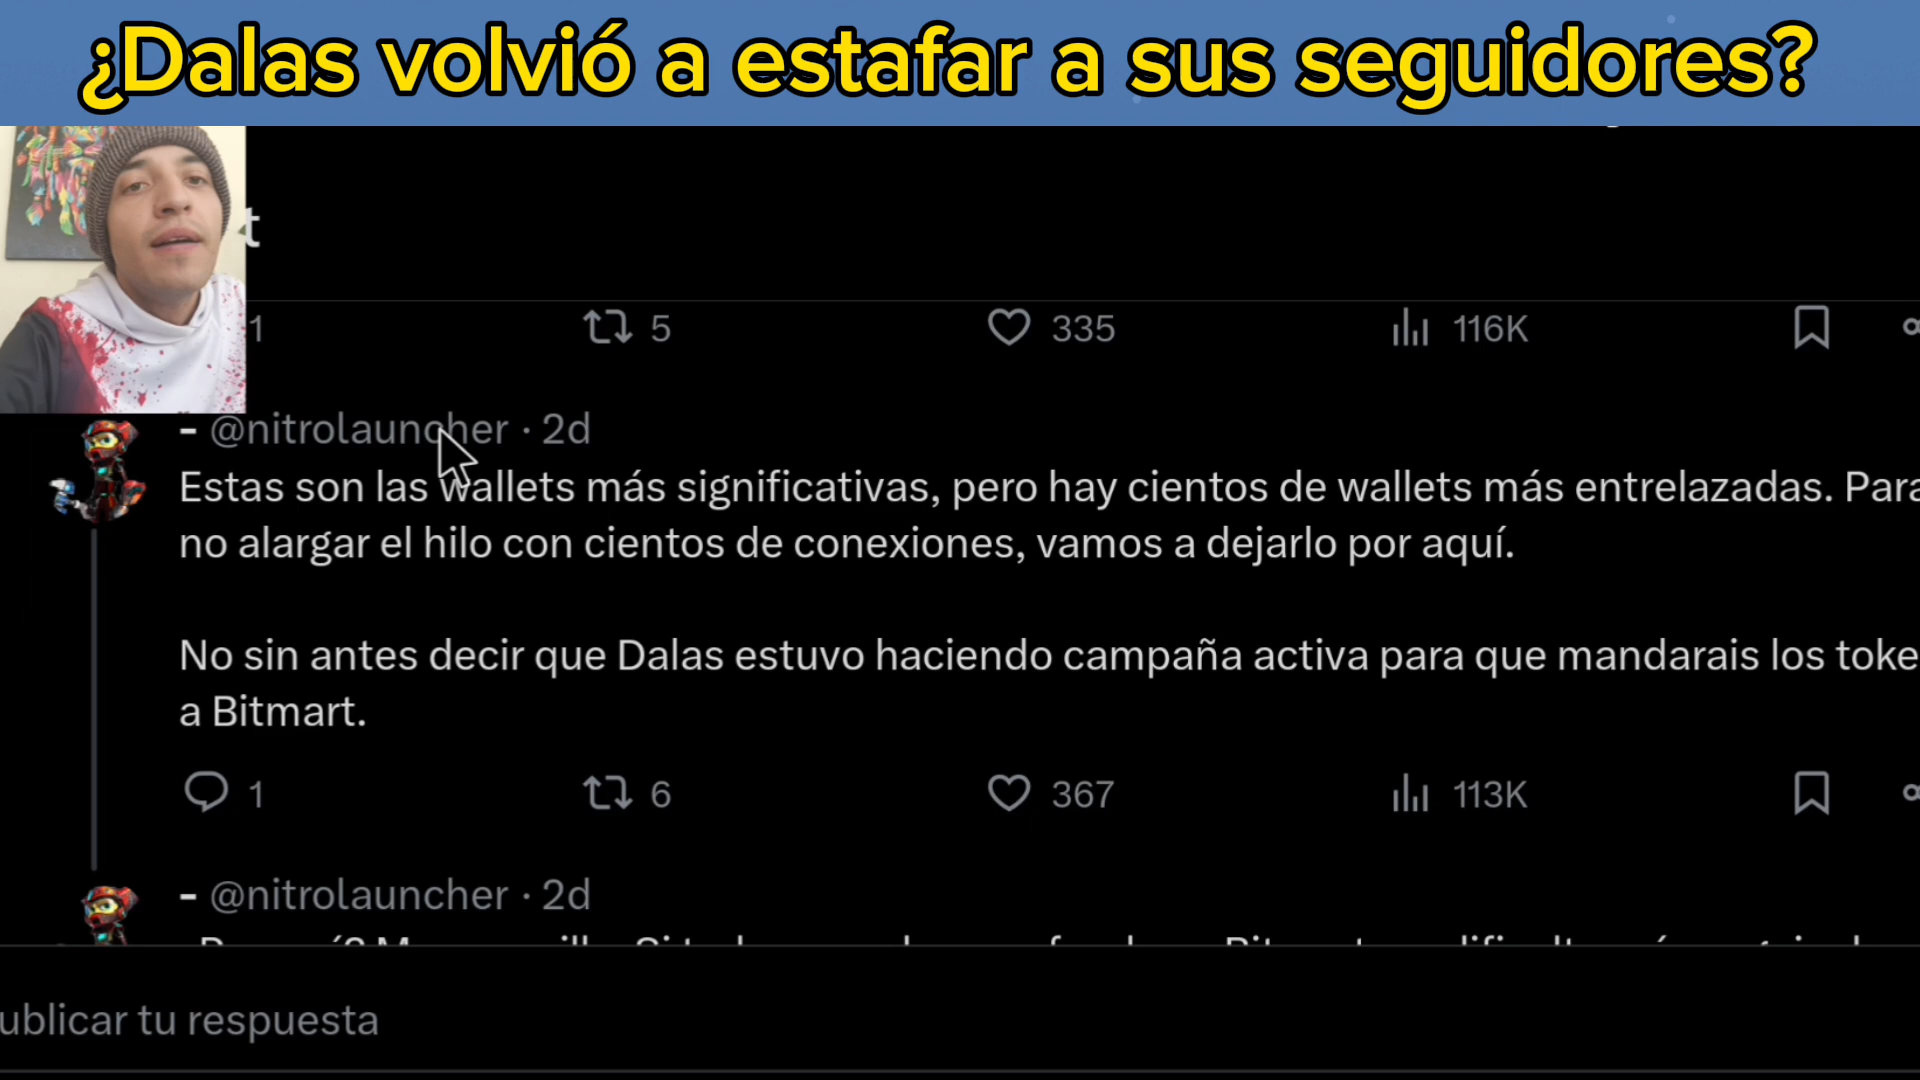 ¿Dalas volvió a estafar a sus seguidores?
t
1 5 335 116K
- @nitrolauncher · 2d
Estas son las wallets más significativas, pero hay cientos de wallets más entrelazadas. Para
no alargar el hilo con cientos de conexiones, vamos a dejarlo por aquí.
No sin antes decir que Dalas estuvo haciendo campaña activa para que mandarais los toke
a Bitmart.
1 6 367 113K
- @nitrolauncher · 2d
ublicar tu respuesta